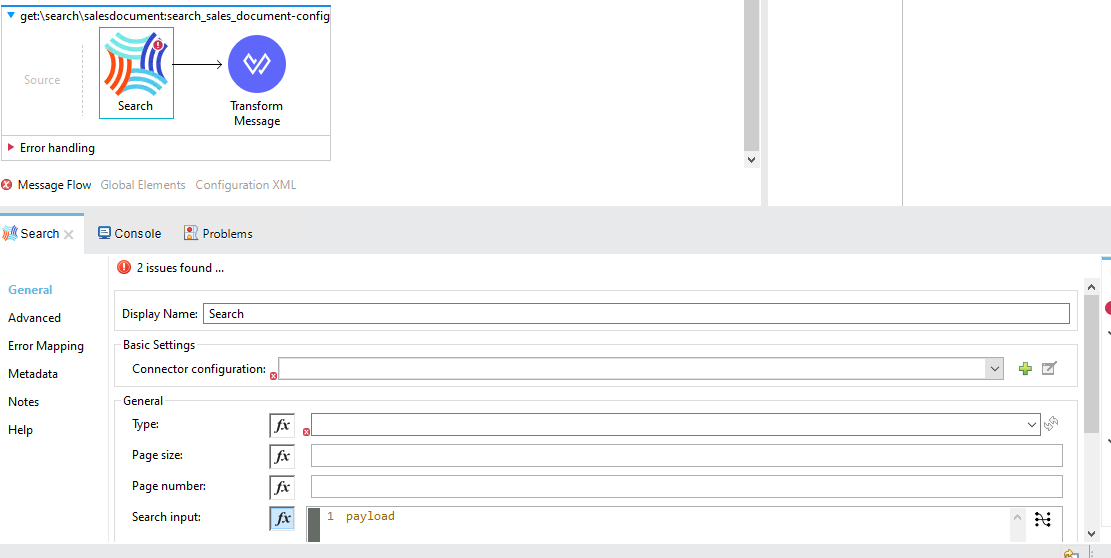 get:\search\salesdocument:search_sales_document-config
Source
Search
Transform
Message
Error handling
Message Flow Global Elements Configuration XML
Search Console Problems
2 issues found ...
General
Advanced
Error Mapping
Metadata
Notes
Help
Display Name: Search
Basic Settings
Connector configuration:
General
Type: fx
Page size: fx
Page number: fx
Search input: fx 1 payload